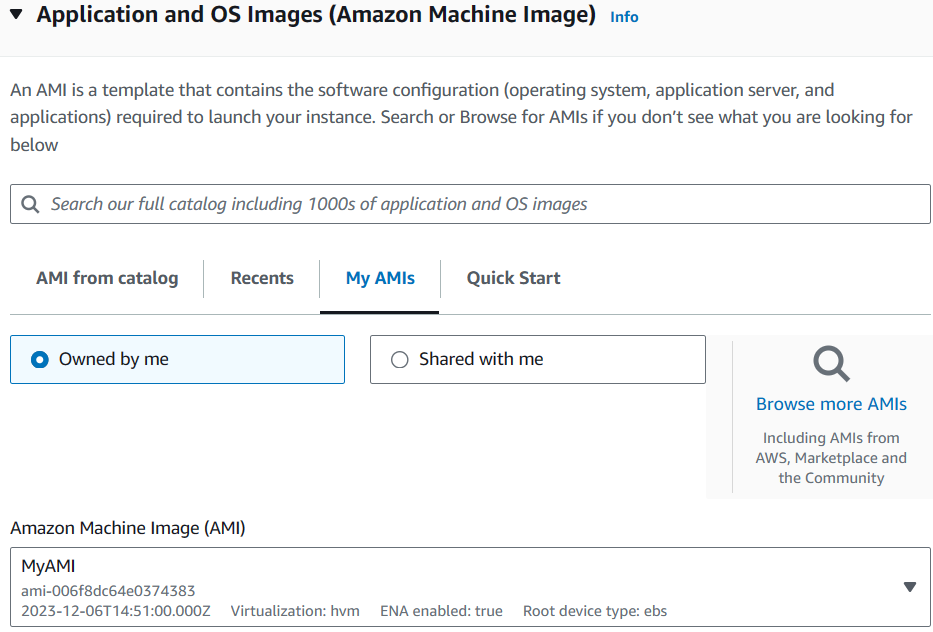 Application and OS Images (Amazon Machine Image) Info
An AMI is a template that contains the software configuration (operating system, application server, and
applications) required to launch your instance. Search or Browse for AMIs if you don’t see what you are looking for
below
Search our full catalog including 1000s of application and OS images
AMI from catalog Recents My AMIs Quick Start
Owned by me Shared with me
Browse more AMIs
Including AMIs from
AWS, Marketplace and
the Community
Amazon Machine Image (AMI)
MyAMI
ami-006f8dc64e0374383
2023-12-06T14:51:00.000Z Virtualization: hvm ENA enabled: true Root device type: ebs